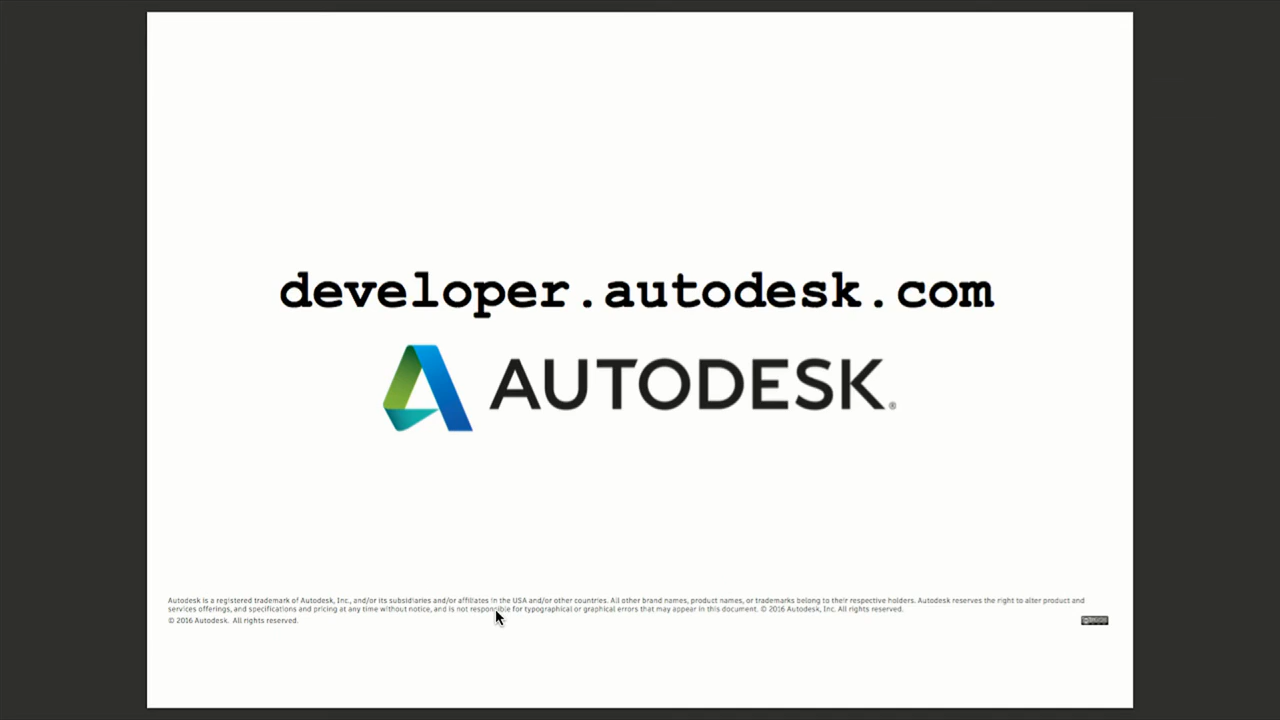 developer.autodesk.com
AUTODESK®
Autodesk is a registered trademark of Autodesk, Inc., and/or its subsidiaries and/or affiliates in the USA and/or other countries. All other brand names, product names, or trademarks belong to their respective holders. Autodesk reserves the right to alter product and
services offerings, and specifications and pricing at any time without notice, and is not responsible for typographical or graphical errors that may appear in this document. © 2016 Autodesk, Inc. All rights reserved.
© 2016 Autodesk. All rights reserved.